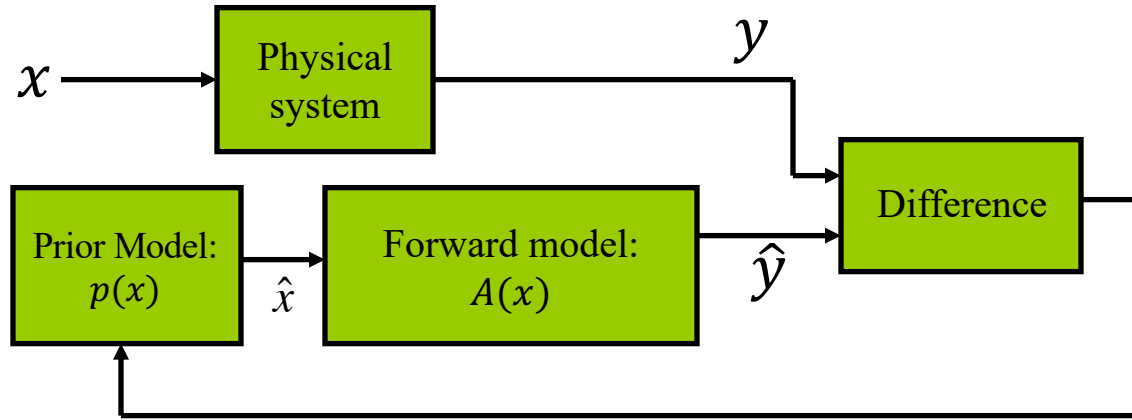 x
Physical
system
y
Difference
Prior Model:
p(x)
x̂
Forward model:
A(x)
ŷ